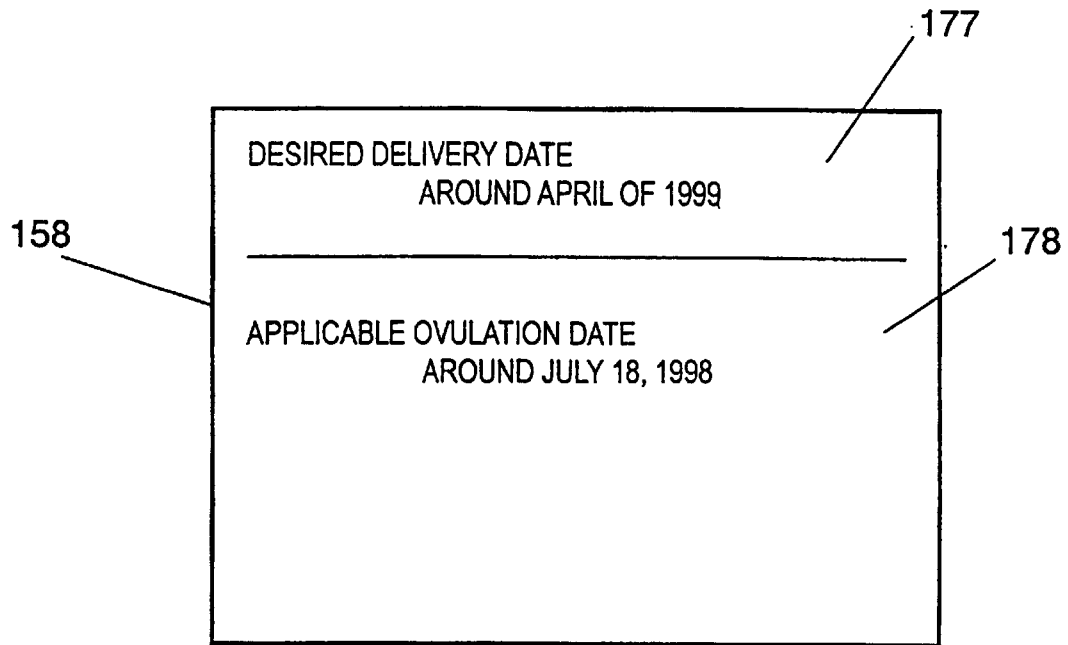 177
DESIRED DELIVERY DATE
AROUND APRIL OF 1999
158
178
APPLICABLE OVULATION DATE
AROUND JULY 18, 1998